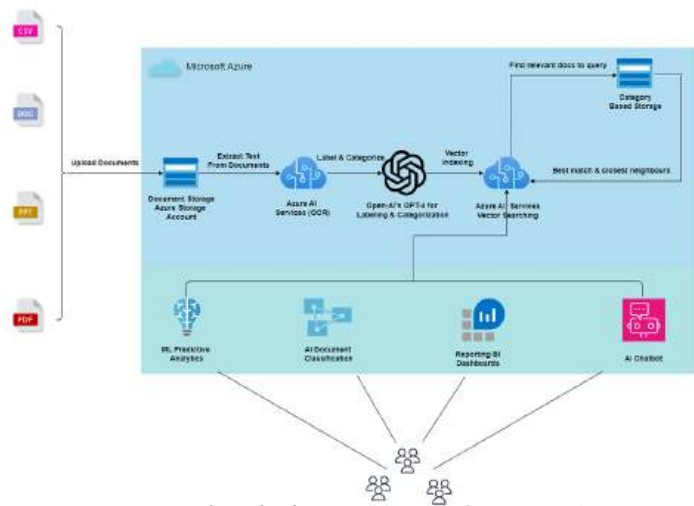 CSV
Microsoft Azure
Find relevant docs to query
DOC
Category
Based Storage
Upload Documents
Extract Text
From Documents
Label & Categorize
Vector
Indexing
Best match & closest neighbours
Document Storage
Azure Storage
Account
Azure AI
Services (OCR)
Open-AI's GPT-4 for
Labeling & Categorization
Azure AI Services
Vector Searching
PPT
PDF
ML Predictive
Analytics
AI Document
Classification
Reporting BI
Dashboards
AI Chatbot